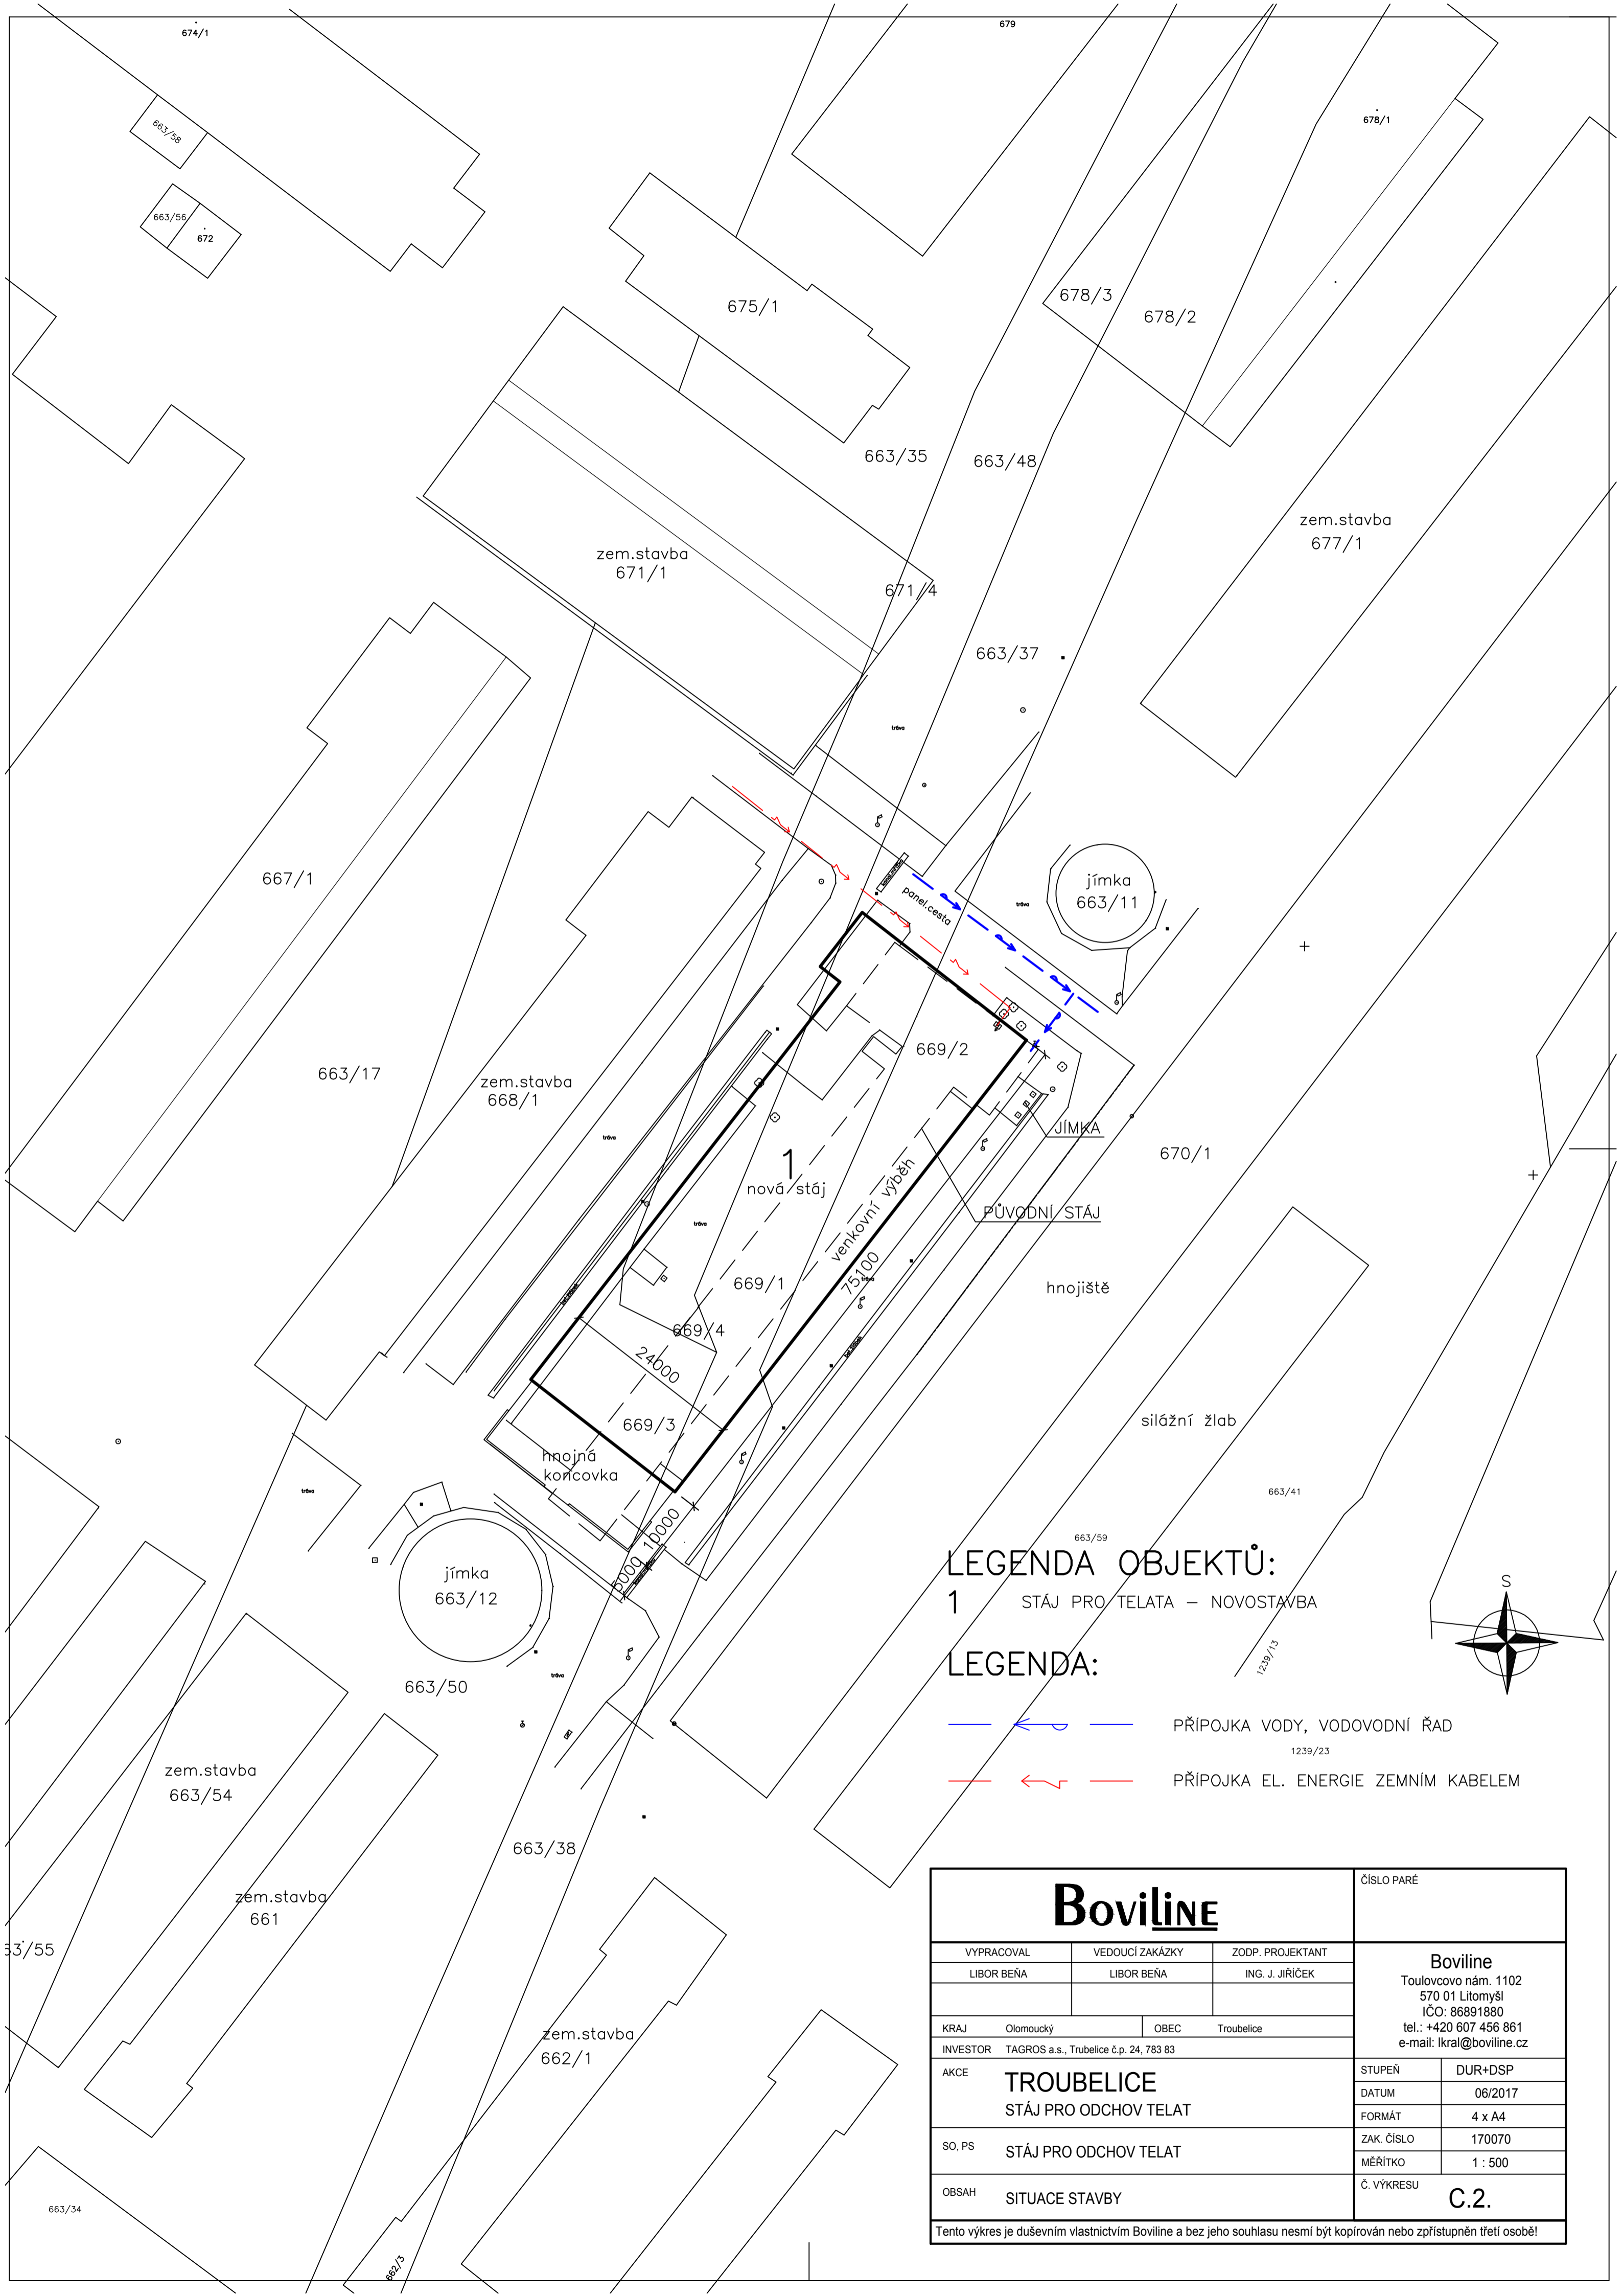 674/1
679
678/1
663/58
663/56
672
675/1
678/3
678/2
663/35
663/48
zem.stavba
677/1
zem.stavba
671/1
671/4
663/37
tráva
667/1
jímka
663/11
panel.cesta
tráva
663/17
zem.stavba
668/1
669/2
tráva
JÍMKA
670/1
1
nová stáj
venkovní výběh
PŮVODNÍ STÁJ
tráva
75100
tráva
669/1
hnojiště
669/4
24000
669/3
silážní žlab
hnojná
koncovka
663/41
tráva
10000
6000
jímka
663/12
663/59
LEGENDA OBJEKTŮ:
1 STÁJ PRO TELATA – NOVOSTAVBA
S
1239/13
LEGENDA:
tráva
663/50
PŘÍPOJKA VODY, VODOVODNÍ ŘAD
1239/23
PŘÍPOJKA EL. ENERGIE ZEMNÍM KABELEM
zem.stavba
663/54
663/38
zem.stavba
661
63/55
zem.stavba
662/1
663/34
662/3
Boviline
ČÍSLO PARÉ
VYPRACOVAL VEDOUCÍ ZAKÁZKY ZODP. PROJEKTANT
LIBOR BEŇA LIBOR BEŇA ING. J. JIŘÍČEK
Boviline
Toulovcovo nám. 1102
570 01 Litomyšl
IČO: 86891880
tel.: +420 607 456 861
e-mail: lkral@boviline.cz
KRAJ Olomoucký OBEC Troubelice
INVESTOR TAGROS a.s., Trubelice č.p. 24, 783 83
AKCE TROUBELICE
STÁJ PRO ODCHOV TELAT
SO, PS STÁJ PRO ODCHOV TELAT
OBSAH SITUACE STAVBY
STUPEŇ DUR+DSP
DATUM 06/2017
FORMÁT 4 x A4
ZAK. ČÍSLO 170070
MĚŘÍTKO 1 : 500
Č. VÝKRESU C.2.
Tento výkres je duševním vlastnictvím Boviline a bez jeho souhlasu nesmí být kopírován nebo zpřístupněn třetí osobě!